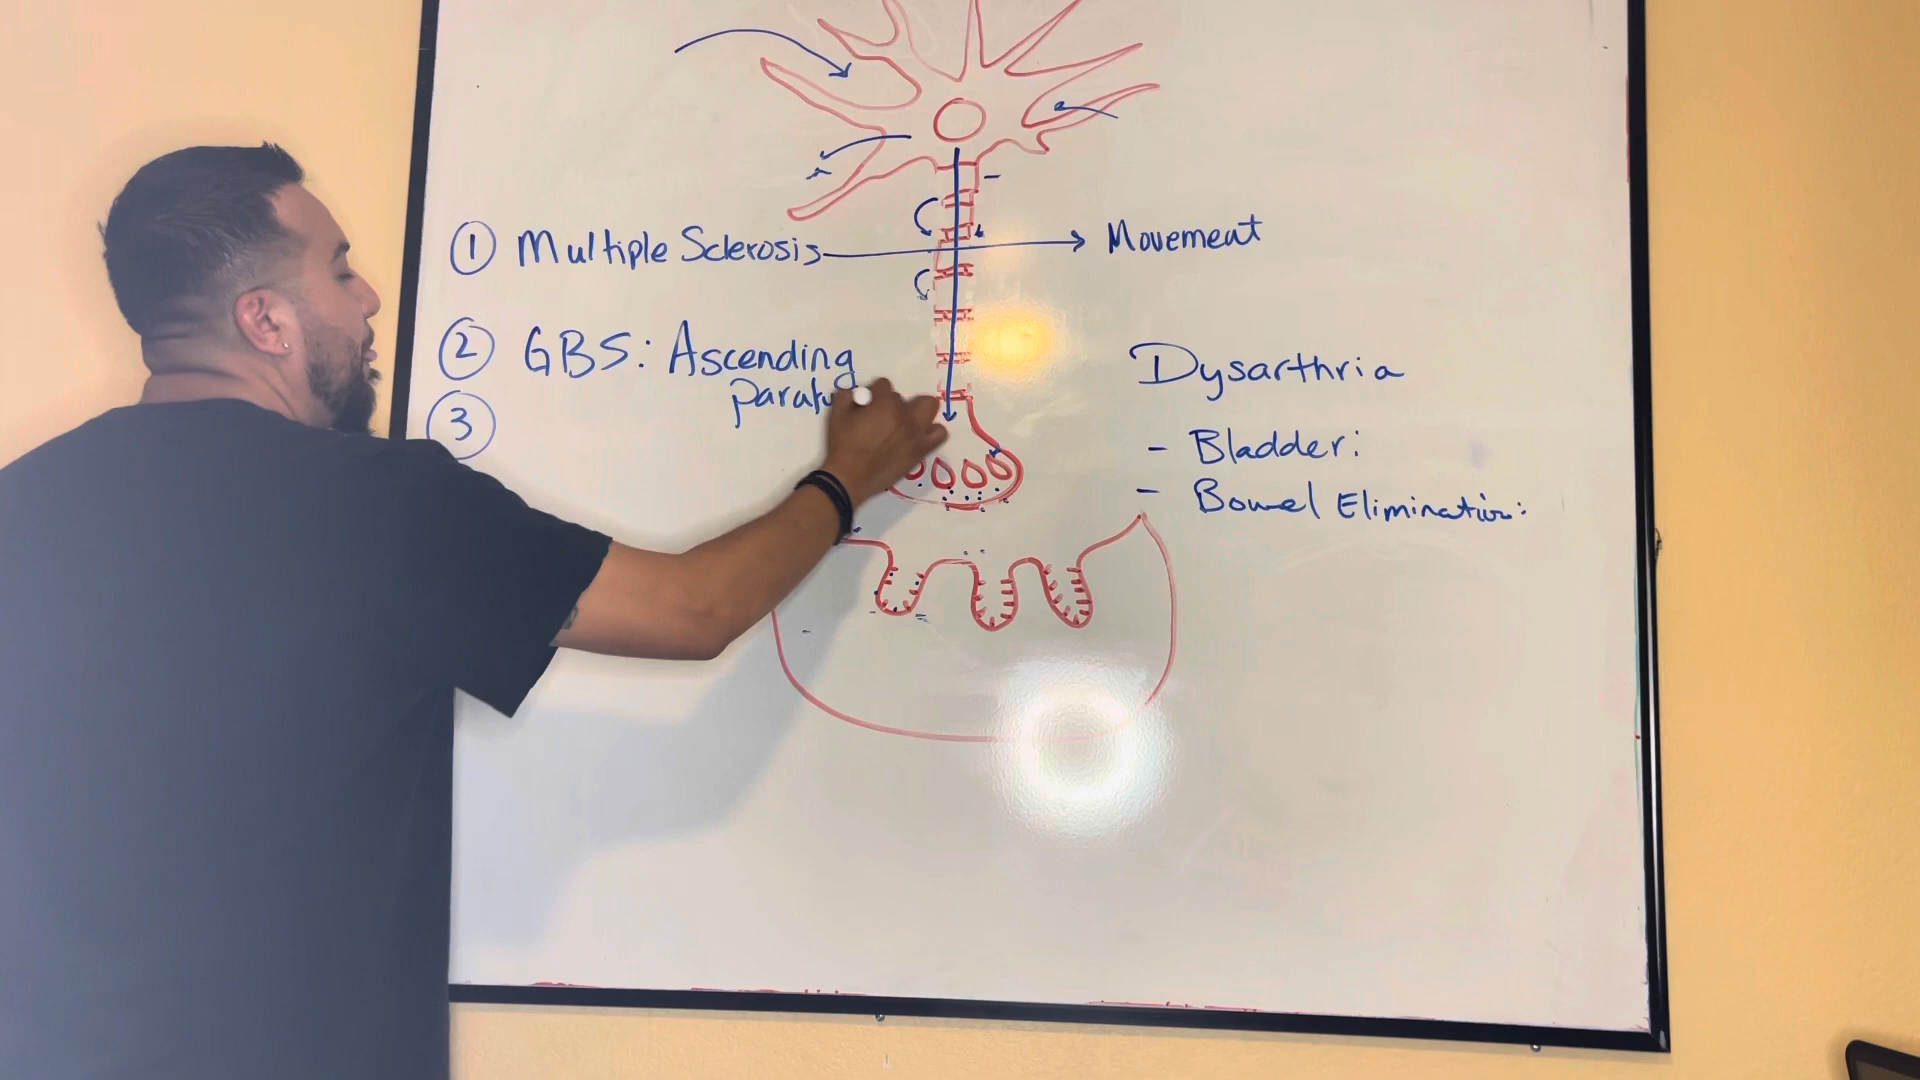 ① Multiple Sclerosis → Movement
② GBS: Ascending
③
Dysarthria
- Bladder:
- Bowel Elimination: